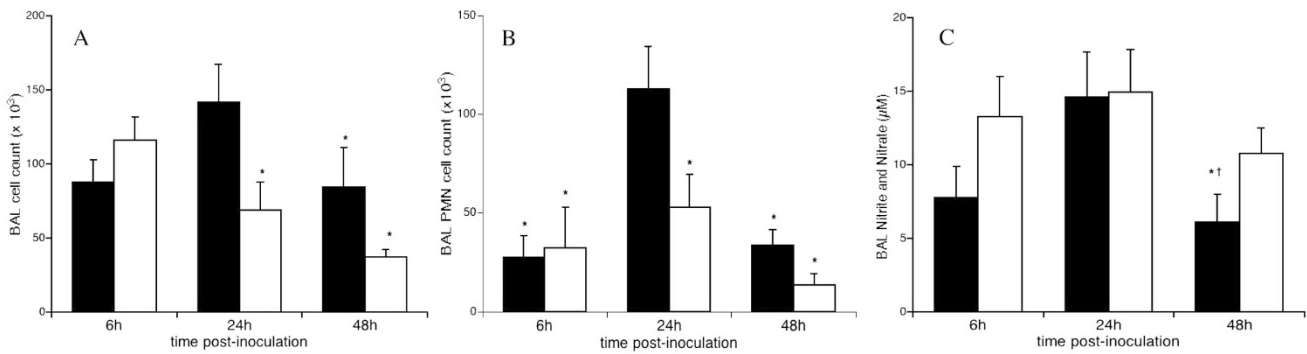 A
BAL cell count (x 10³)
200
150
100
50
0
*
*
*
6h 24h 48h
time post-inoculation
B
BAL PMN cell count (x10³)
150
100
50
0
*
*
*
*
*
6h 24h 48h
time post-inoculation
C
BAL Nitrite and Nitrate (µM)
20
15
10
5
0
*†
6h 24h 48h
time post-inoculation